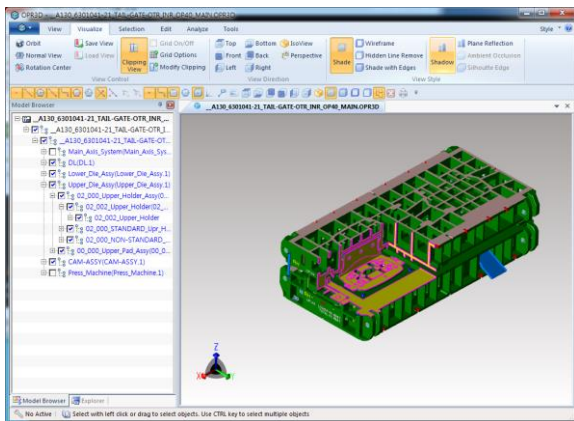 OPR3D - __A130_6301041-21_TAIL-GATE-OTR_INR_OP40_MAIN.OPR3D
View Visualize Selection Edit Analyze Tools Style
Orbit Save View Grid On/Off Top Bottom IsoView Wireframe Plane Reflection
Normal View Load View Clipping View Grid Options Front Back Perspective Shade Hidden Line Remove Shadow Ambient Occlusion
Rotation Center Modify Clipping Left Right Shade with Edges Silhoutte Edge
View Control View Direction View Style
Model Browser __A130_6301041-21_TAIL-GATE-OTR_INR_OP40_MAIN.OPR3D
__A130_6301041-21_TAIL-GATE-OTR_INR_...
__A130_6301041-21_TAIL-GATE-OTR_I...
__A130_6301041-21_TAIL-GATE-OT...
Main_Axis_System(Main_Axis_Sys...
DL(DL.1)
Lower_Die_Assy(Lower_Die_Assy.1)
Upper_Die_Assy(Upper_Die_Assy.1)
02_000_Upper_Holder_Assy(0...
02_002_Upper_Holder(02_...
02_002_Upper_Holder
02_000_STANDARD_Upr_H...
02_000_NON-STANDARD_...
00_000_Upper_Pad_Assy(00_0...
CAM-ASSY(CAM-ASSY.1)
Press_Machine(Press_Machine.1)
Z
X Y
Model Browser Explorer
No Active Select with left click or drag to select objects. Use CTRL key to select multiple objects